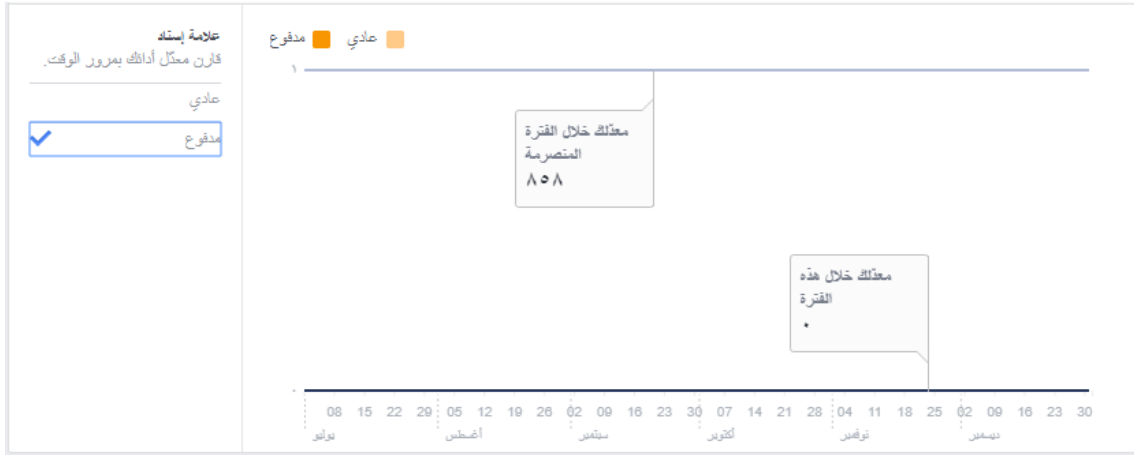 علامة إسناد
قارن معدّل أدائك بمرور الوقت.
عادي
مدفوع
عادي مدفوع
١
معدّلك خلال الفترة
المنصرمة
٨٥٨
معدّلك خلال هذه
الفترة
٠
٠
08 15 22 29 05 12 19 26 02 09 16 23 30 07 14 21 28 04 11 18 25 02 09 16 23 30
يوليو أغسطس سبتمبر أكتوبر نوفمبر ديسمبر